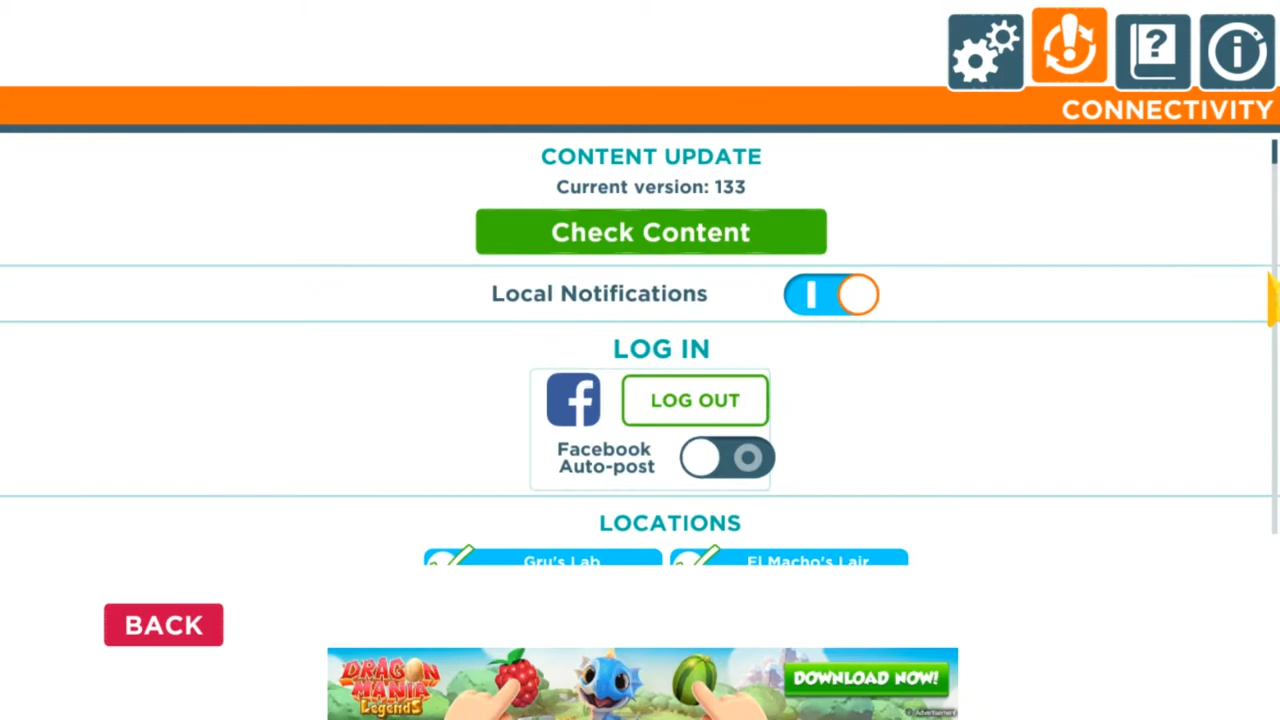 CONNECTIVITY
CONTENT UPDATE
Current version: 133
Check Content
Local Notifications
LOG IN
LOG OUT
Facebook
Auto-post
LOCATIONS
Gru's Lab
El Macho's Lair
BACK
DRAGON
MANIA
Legends
DOWNLOAD NOW!
Advertisement